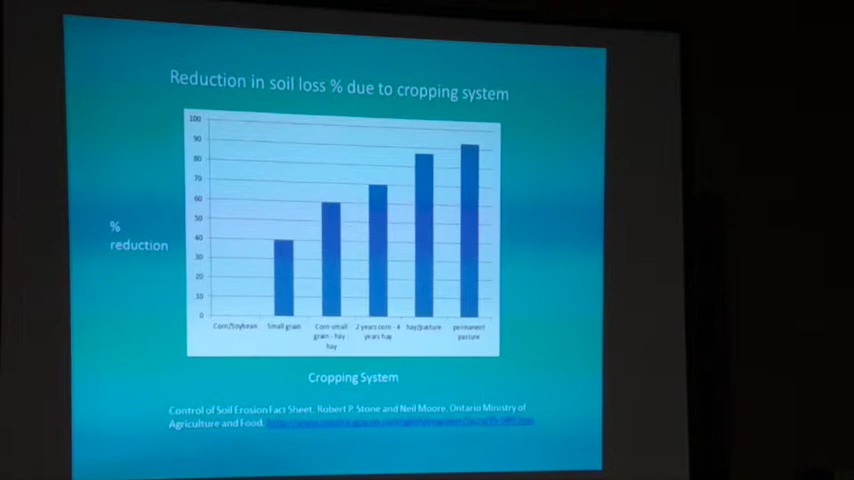 Reduction in soil loss % due to cropping system
100
90
80
70
60
50
40
30
20
10
0
%
reduction
Corn/Soybean
Small grain
Corn-small
grain - hay -
hay
2 years corn - 4
years hay
hay/pasture
permanent
pasture
Cropping System
Control of Soil Erosion Fact Sheet, Robert P. Stone and Neil Moore, Ontario Ministry of
Agriculture and Food.